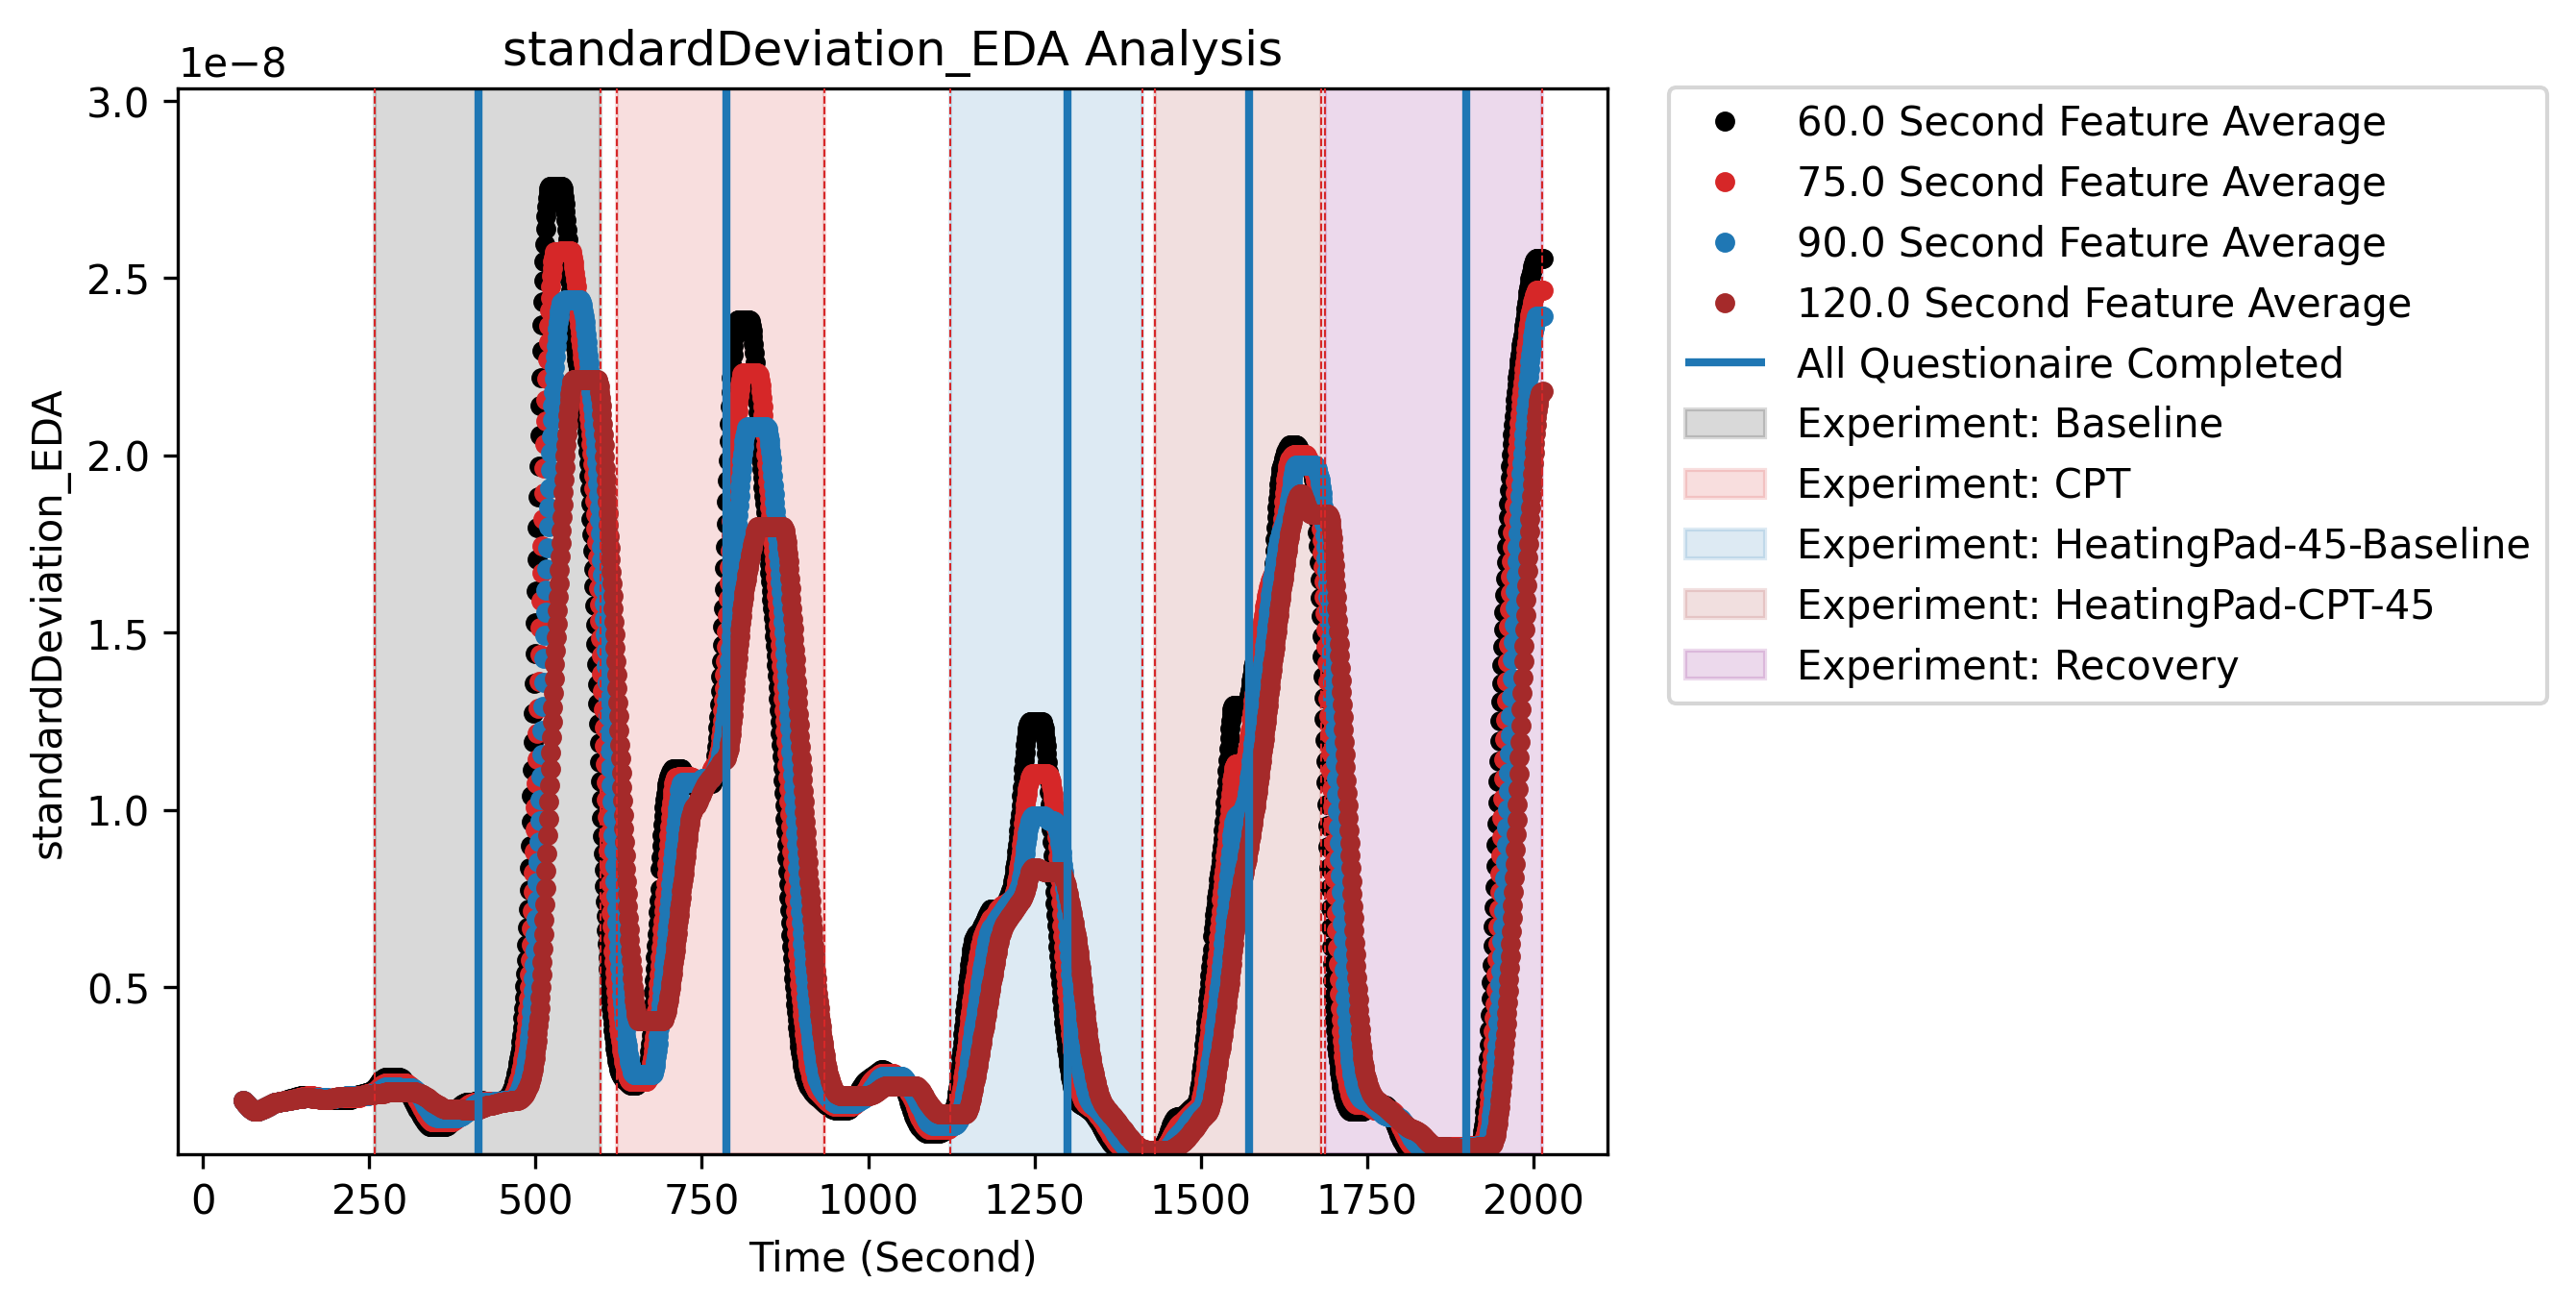 standardDeviation_EDA Analysis
1e−8
3.0
2.5
2.0
1.5
1.0
0.5
standardDeviation_EDA
0 250 500 750 1000 1250 1500 1750 2000
Time (Second)
60.0 Second Feature Average
75.0 Second Feature Average
90.0 Second Feature Average
120.0 Second Feature Average
All Questionaire Completed
Experiment: Baseline
Experiment: CPT
Experiment: HeatingPad-45-Baseline
Experiment: HeatingPad-CPT-45
Experiment: Recovery